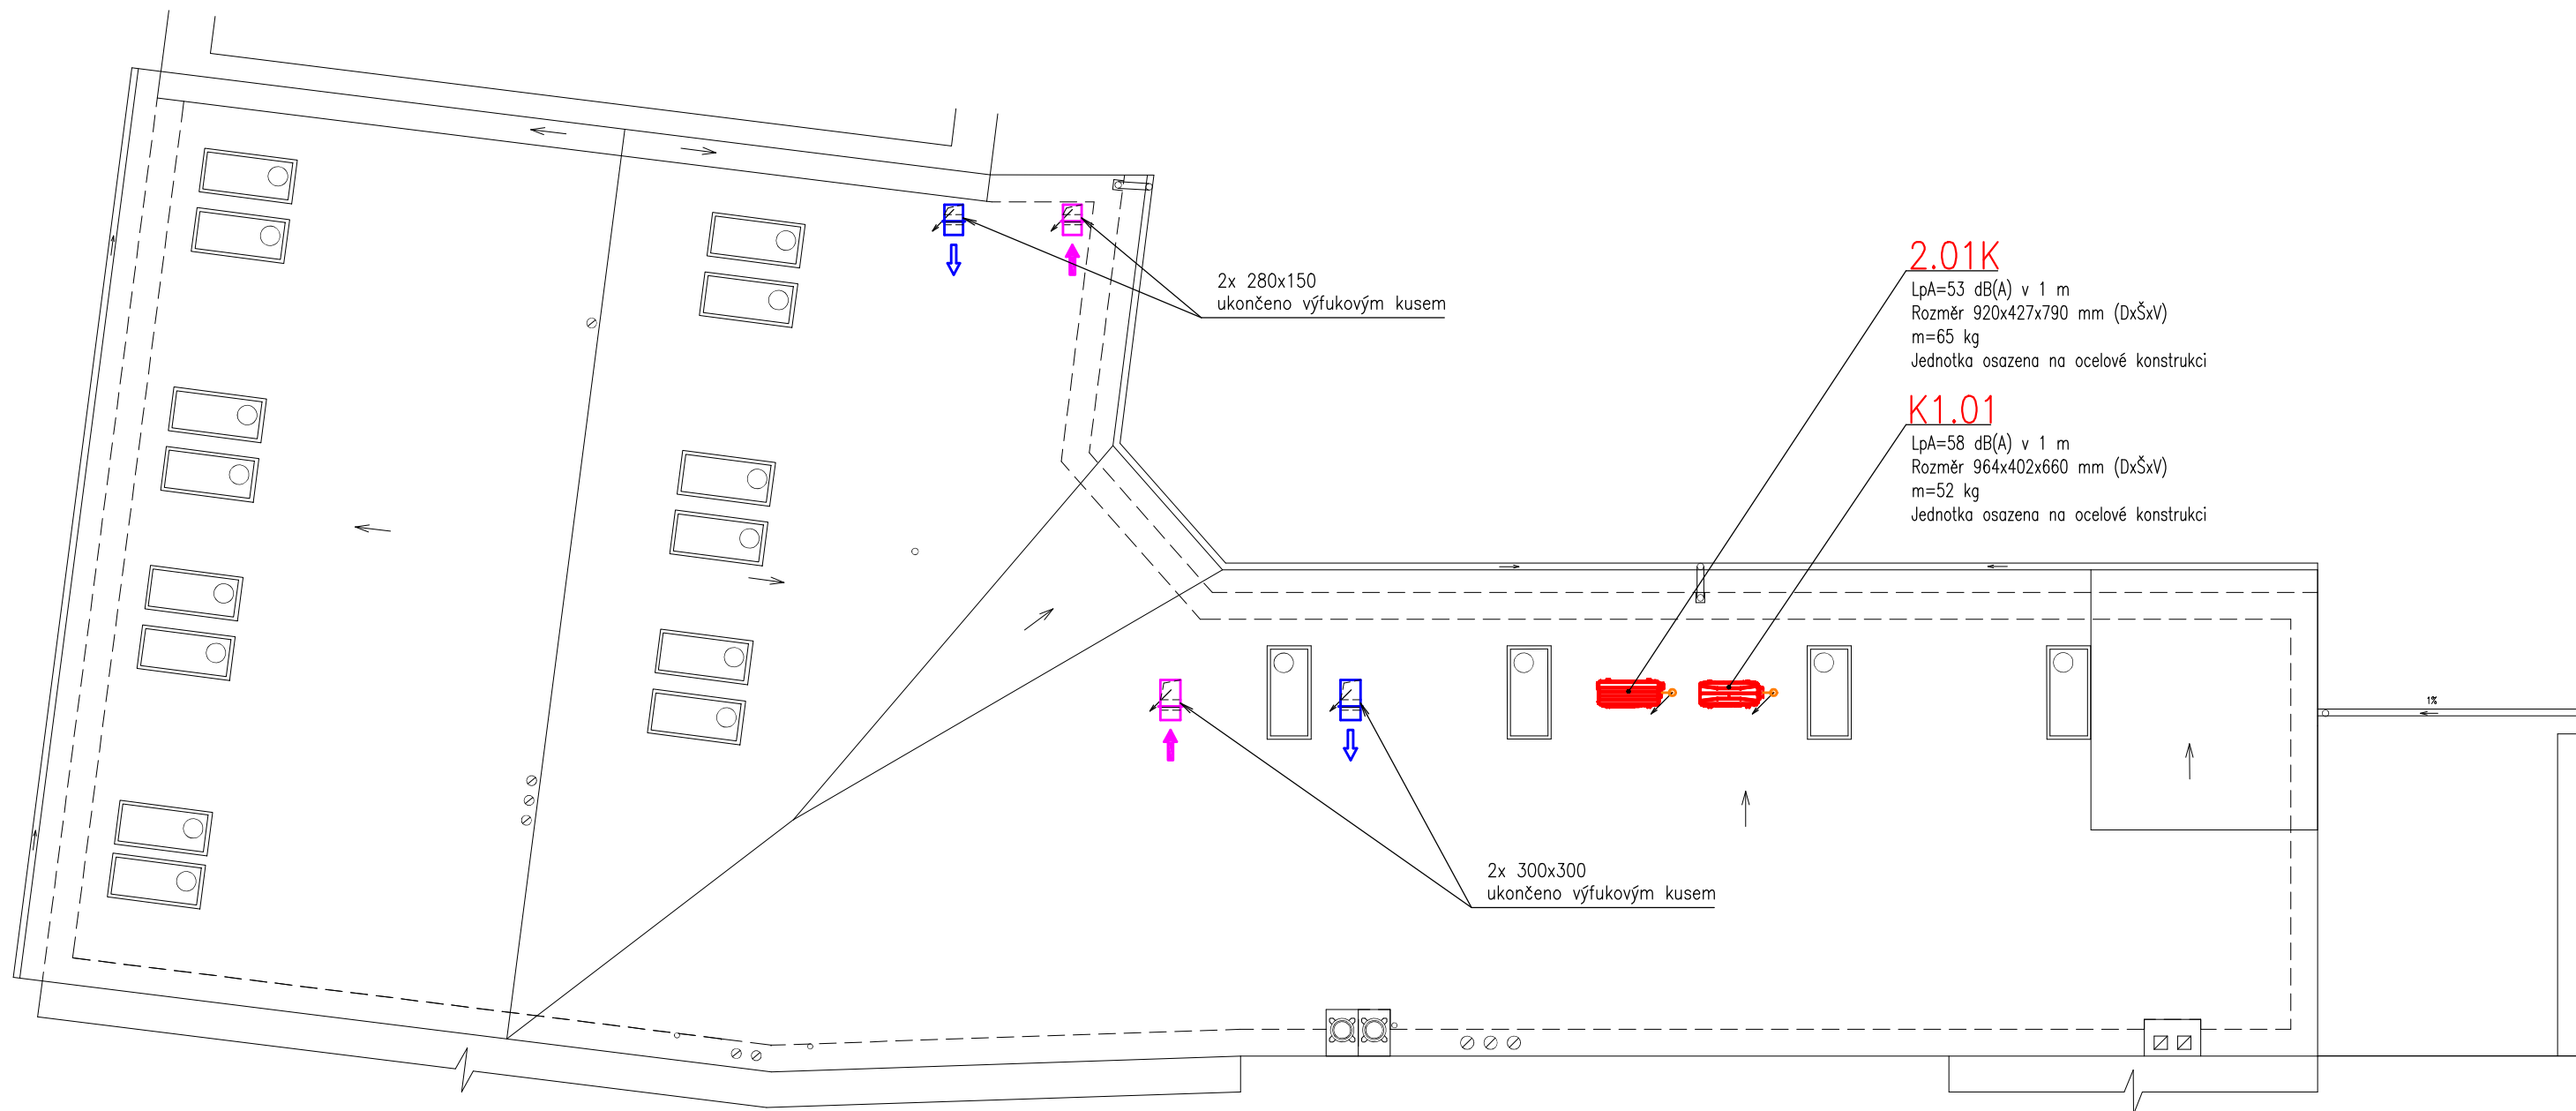 2x 280x150
ukončeno výfukovým kusem
2.01K
LpA=53 dB(A) v 1 m
Rozměr 920x427x790 mm (DxŠxV)
m=65 kg
Jednotka osazena na ocelové konstrukci
K1.01
LpA=58 dB(A) v 1 m
Rozměr 964x402x660 mm (DxŠxV)
m=52 kg
Jednotka osazena na ocelové konstrukci
1%
2x 300x300
ukončeno výfukovým kusem